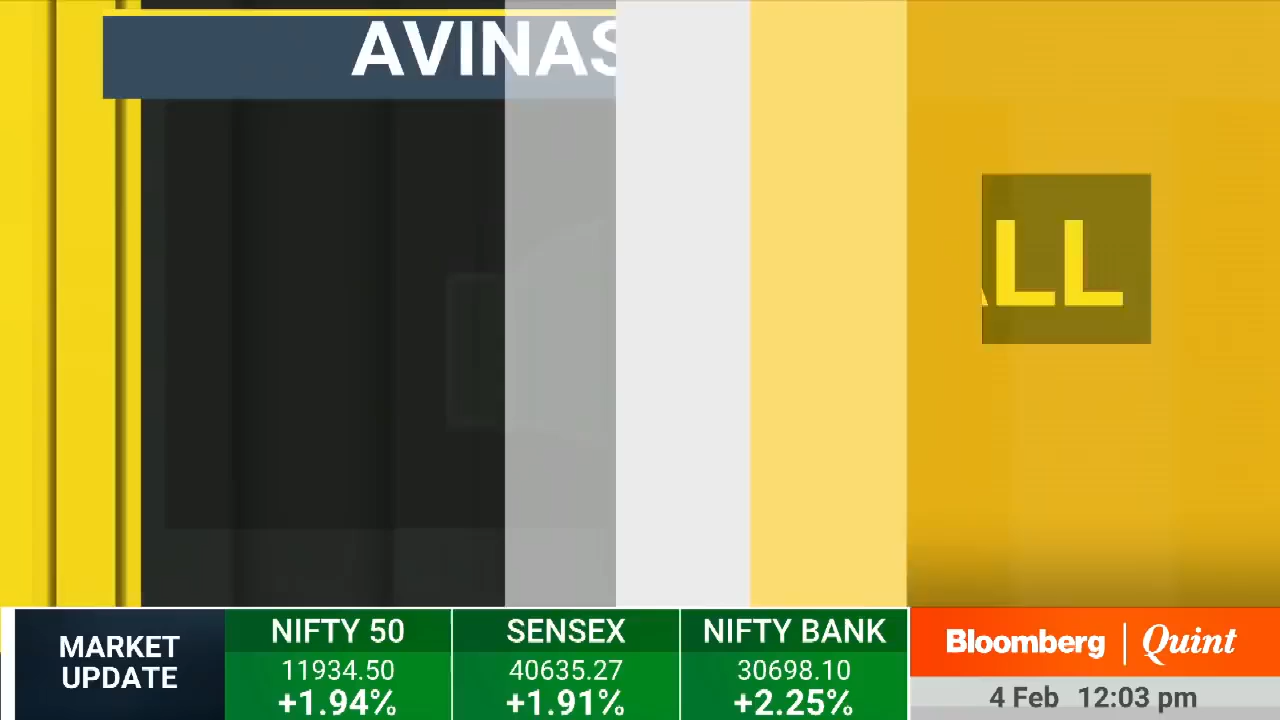 AVINAS
ALL
MARKET
UPDATE
NIFTY 50
11934.50
+1.94%
SENSEX
40635.27
+1.91%
NIFTY BANK
30698.10
+2.25%
Bloomberg | Quint
4 Feb 12:03 pm